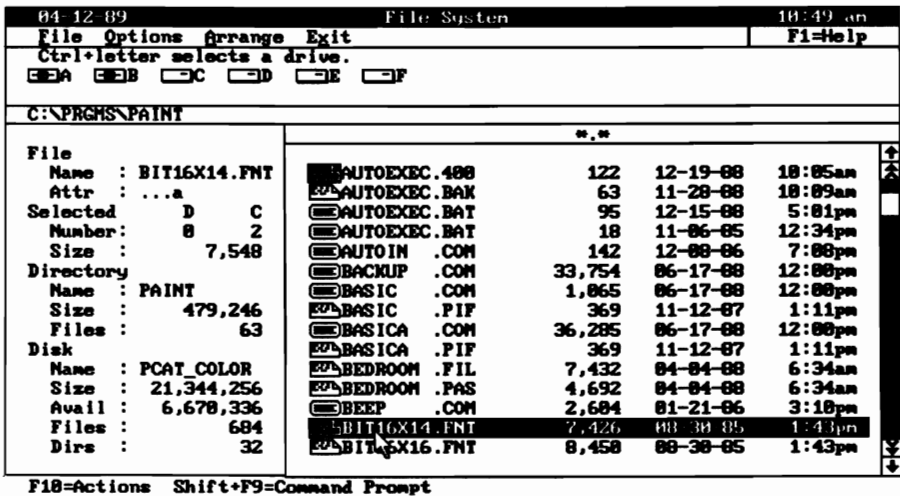 04-12-89 File System 10:49 am
File Options Arrange Exit F1=Help
Ctrl+letter selects a drive.
A B C D E F
C:\PRGMS\PAINT
*.*
File
Name : BIT16X14.FNT
Attr : ...a
Selected D C
Number: 0 2
Size : 7,548
Directory
Name : PAINT
Size : 479,246
Files : 63
Disk
Name : PCAT_COLOR
Size : 21,344,256
Avail : 6,670,336
Files : 604
Dirs : 32
AUTOEXEC.400 122 12-19-88 10:05am
AUTOEXEC.BAK 63 11-28-88 10:09am
AUTOEXEC.BAT 95 12-15-88 5:01pm
AUTOEXEC.BAT 18 11-06-85 12:34pm
AUTOIN .COM 142 12-08-86 7:08pm
BACKUP .COM 33,754 06-17-88 12:00pm
BASIC .COM 1,065 06-17-88 12:00pm
BASIC .PIF 369 11-12-87 1:11pm
BASICA .COM 36,285 06-17-88 12:00pm
BASICA .PIF 369 11-12-87 1:11pm
BEDROOM .FIL 7,432 04-04-88 6:34am
BEDROOM .PAS 4,692 04-04-88 6:34am
BEEP .COM 2,604 01-21-86 3:10pm
BIT16X14.FNT 7,426 08-30-85 1:43pm
BIT16X16.FNT 8,450 08-30-85 1:43pm
F10=Actions Shift+F9=Command Prompt